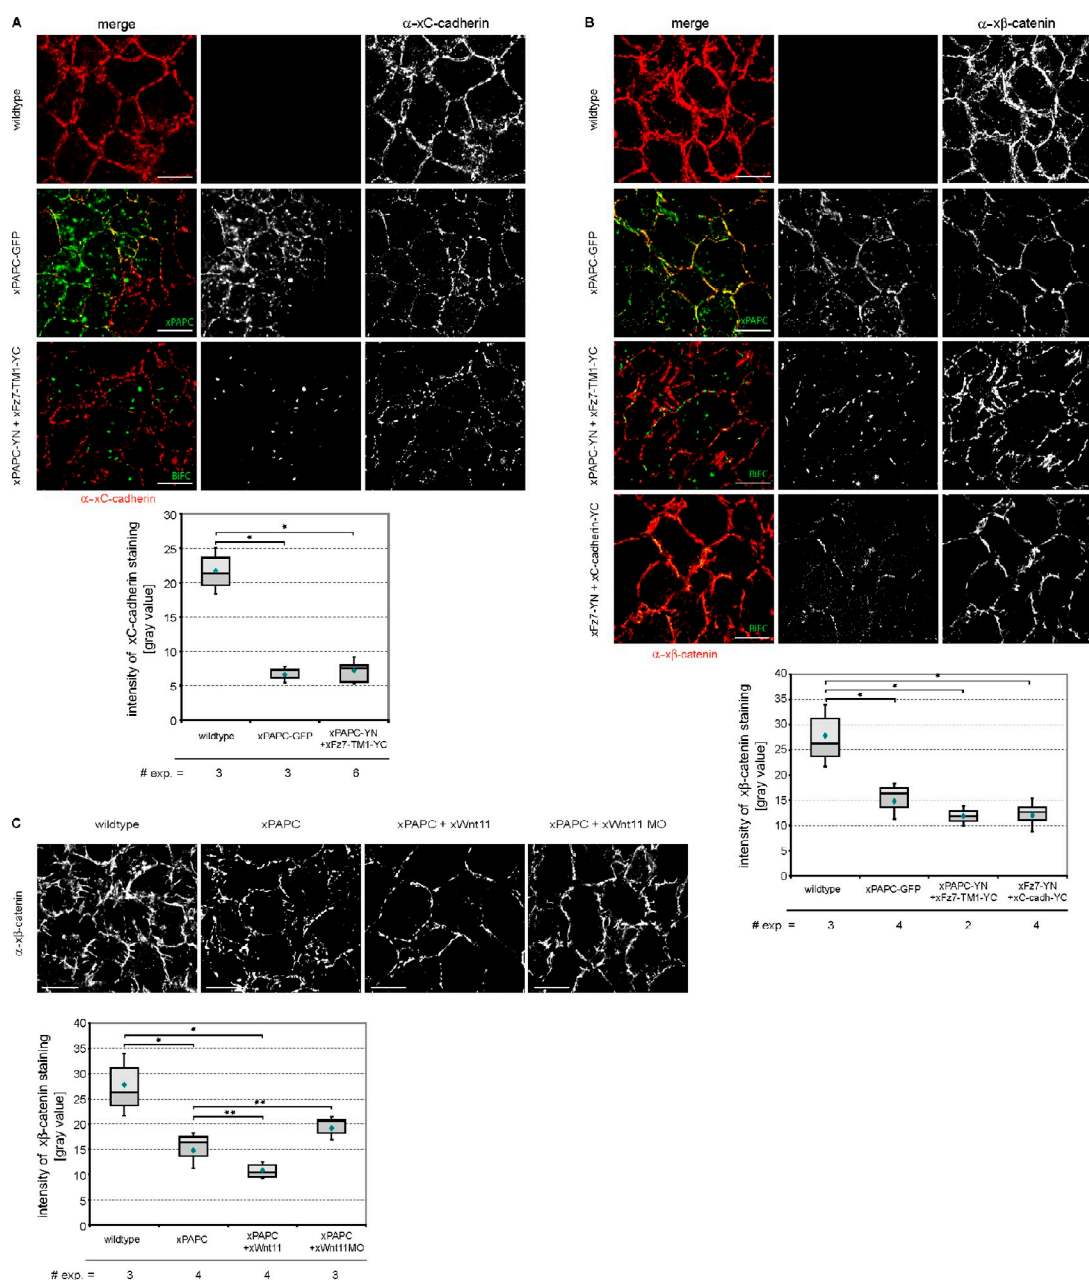 A
merge
α-xC-cadherin
wildtype
xPAPC-GFP
xPAPC
xPAPC-YN + xFz7-TM1-YC
BiFC
α-xC-cadherin
intensity of xC-cadherin staining
[gray value]
30
25
20
15
10
5
0
*
*
wildtype
xPAPC-GFP
xPAPC-YN
+xFz7-TM1-YC
# exp. =
3
3
6
B
merge
α-xβ-catenin
wildtype
xPAPC-GFP
xPAPC
xPAPC-YN + xFz7-TM1-YC
BiFC
xFz7-YN + xC-cadherin-YC
BiFC
α-xβ-catenin
intensity of xβ-catenin staining
[gray value]
40
35
30
25
20
15
10
5
0
*
*
*
wildtype
xPAPC-GFP
xPAPC-YN
+xFz7-TM1-YC
xFz7-YN
+xC-cadh-YC
# exp. =
3
4
2
4
C
wildtype
xPAPC
xPAPC + xWnt11
xPAPC + xWnt11 MO
α-xβ-catenin
intensity of xβ-catenin staining
[gray value]
40
35
30
25
20
15
10
5
0
*
*
**
**
wildtype
xPAPC
xPAPC
+xWnt11
xPAPC
+xWnt11MO
# exp. =
3
4
4
3